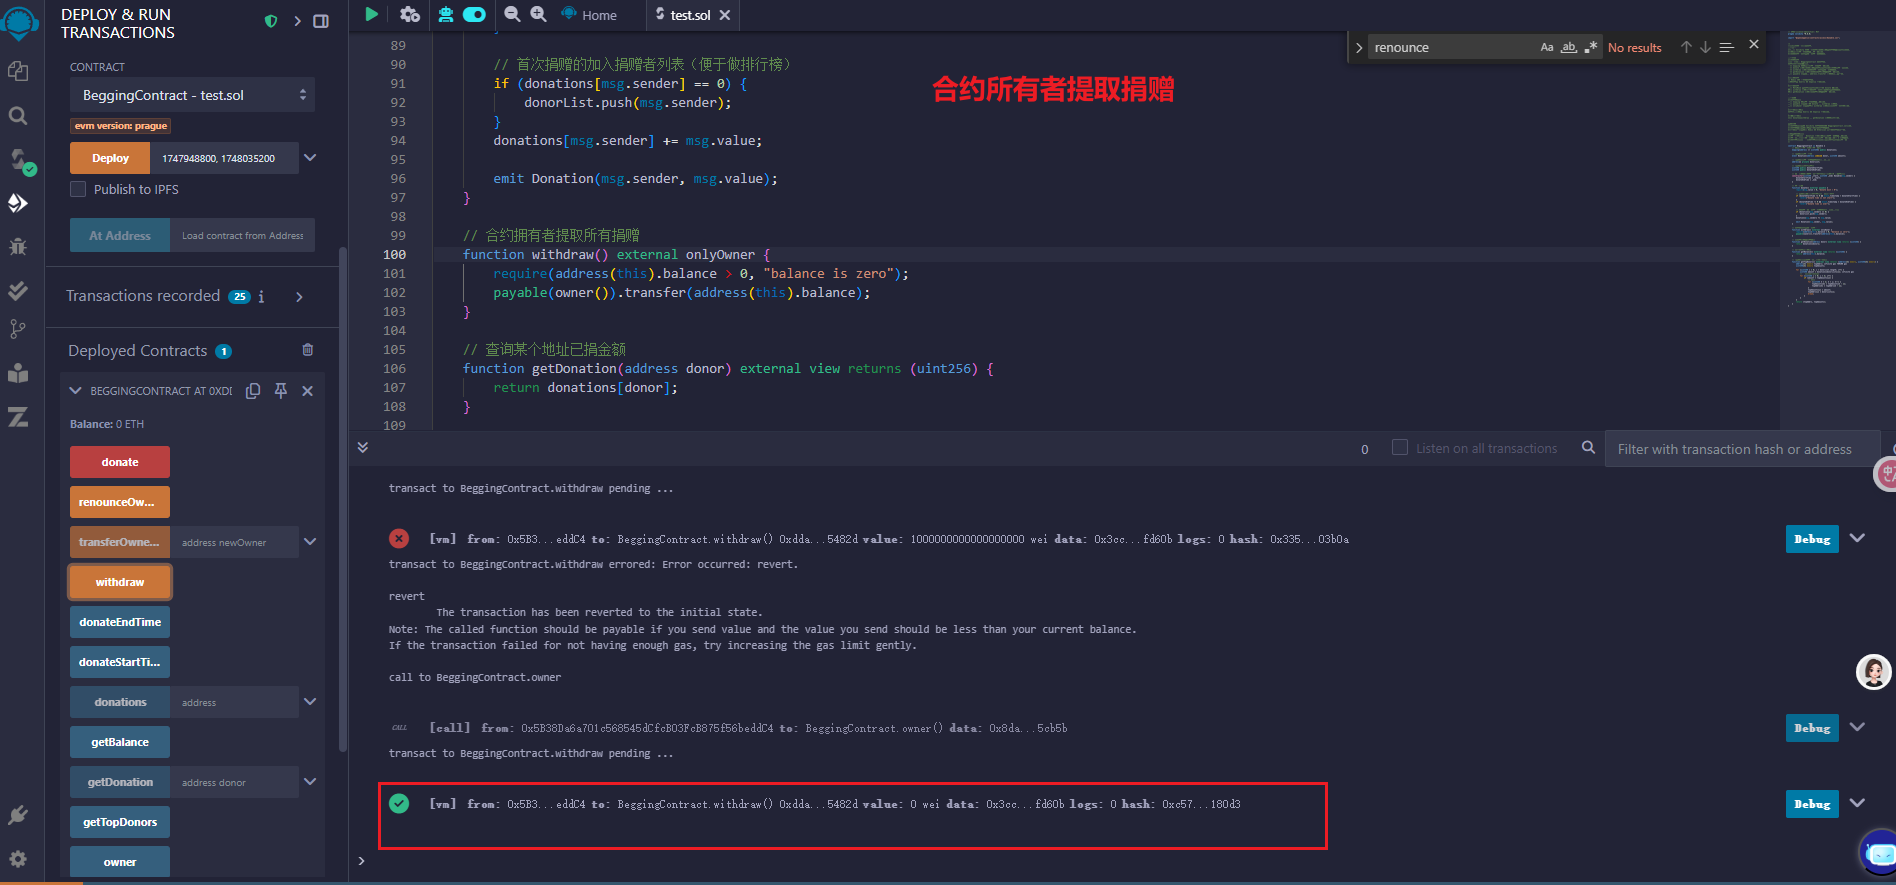 DEPLOY & RUN
TRANSACTIONS
CONTRACT
BeggingContract - test.sol
evm version: prague
Deploy
1747948800, 1748035200
Publish to IPFS
At Address
Load contract from Address
Transactions recorded 25 i
Deployed Contracts 1
BEGGINGCONTRACT AT 0XD
Balance: 0 ETH
donate
renounceOw...
transferOwne...
address newOwner
withdraw
donateEndTime
donateStartTi...
donations
address
getBalance
getDonation
address donor
getTopDonors
owner
Home
test.sol
renounce
Aa
ab
No results
合约所有者提取捐赠
89 }
90 // 首次捐赠的加入捐赠者列表（便于做排行榜）
91 if (donations[msg.sender] == 0) {
92 donorList.push(msg.sender);
93 }
94 donations[msg.sender] += msg.value;
95
96 emit Donation(msg.sender, msg.value);
97 }
98
99 // 合约拥有者提取所有捐赠
100 function withdraw() external onlyOwner {
101 require(address(this).balance > 0, "balance is zero");
102 payable(owner()).transfer(address(this).balance);
103 }
104
105 // 查询某个地址已捐金额
106 function getDonation(address donor) external view returns (uint256) {
107 return donations[donor];
108 }
109
0
Listen on all transactions
Filter with transaction hash or address
transact to BeggingContract.withdraw pending ...
[vm] from: 0x5B3...eddC4 to: BeggingContract.withdraw() 0xdda...5482d value: 1000000000000000000 wei data: 0x3cc...fd60b logs: 0 hash: 0x335...03b0a
Debug
transact to BeggingContract.withdraw errored: Error occurred: revert.
revert
The transaction has been reverted to the initial state.
Note: The called function should be payable if you send value and the value you send should be less than your current balance.
If the transaction failed for not having enough gas, try increasing the gas limit gently.
call to BeggingContract.owner
CALL [call] from: 0x5B38Da6a701c568545dCfcB03FcB875f56beddC4 to: BeggingContract.owner() data: 0x8da...5cb5b
Debug
transact to BeggingContract.withdraw pending ...
[vm] from: 0x5B3...eddC4 to: BeggingContract.withdraw() 0xdda...5482d value: 0 wei data: 0x3cc...fd60b logs: 0 hash: 0xc57...180d3
Debug
>